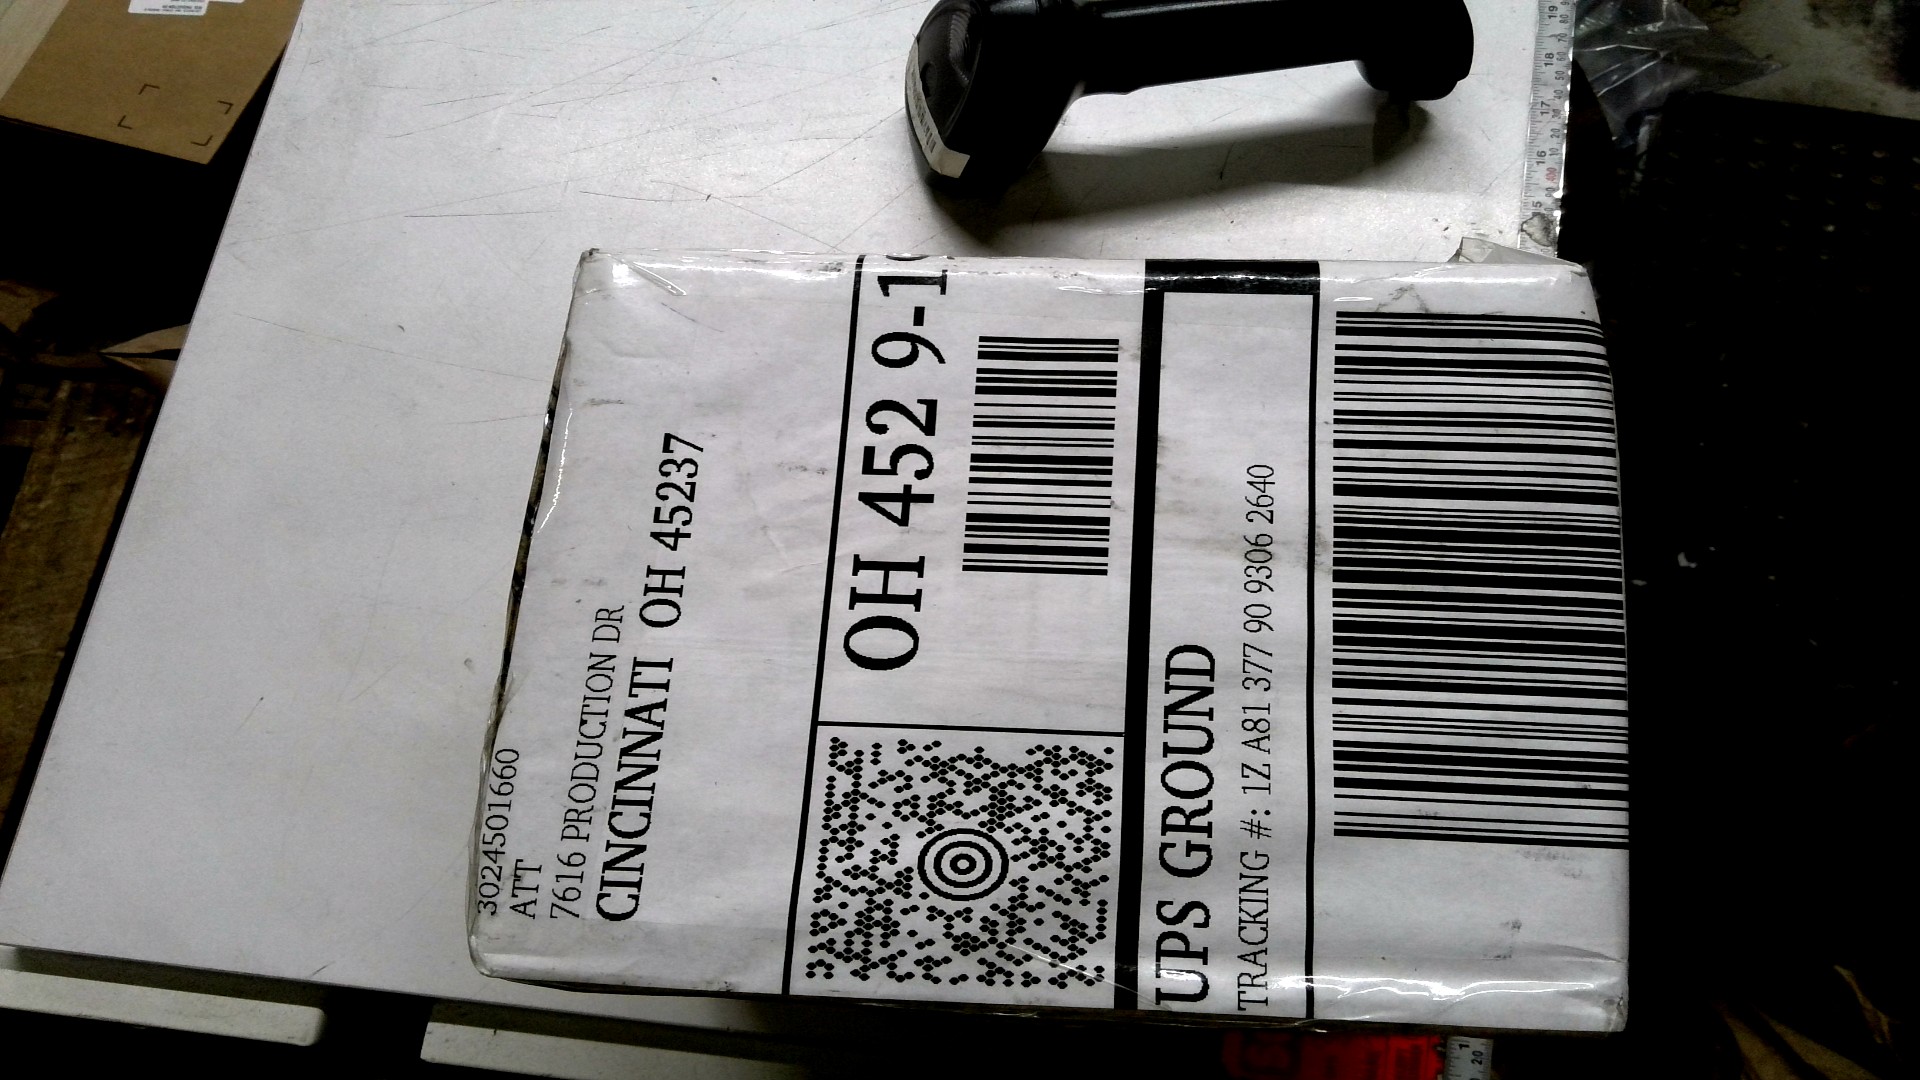 3024501660
ATT
7616 PRODUCTION DR
CINCINNATI OH 45237
OH 452 9-1
UPS GROUND
TRACKING #: 1Z A81 377 90 9306 2640